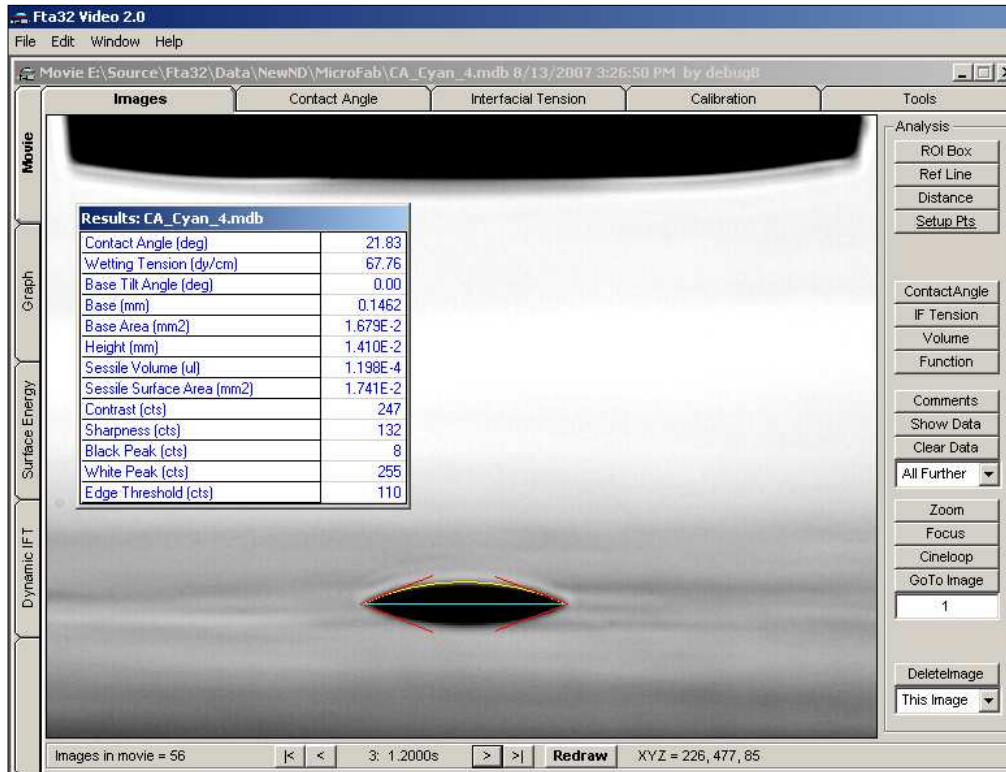 Fta32 Video 2.0
File Edit Window Help
Movie E:\Source\Fta32\Data\NewND\MicroFab\CA_Cyan_4.mdb 8/13/2007 3:26:50 PM by debug8
Images Contact Angle Interfacial Tension Calibration Tools
Movie
Graph
Surface Energy
Dynamic IFT
Results: CA_Cyan_4.mdb
Contact Angle (deg) 21.83
Wetting Tension (dy/cm) 67.76
Base Tilt Angle (deg) 0.00
Base (mm) 0.1462
Base Area (mm2) 1.679E-2
Height (mm) 1.410E-2
Sessile Volume (ul) 1.198E-4
Sessile Surface Area (mm2) 1.741E-2
Contrast (cts) 247
Sharpness (cts) 132
Black Peak (cts) 8
White Peak (cts) 255
Edge Threshold (cts) 110
Analysis
ROI Box
Ref Line
Distance
Setup Pts
ContactAngle
IF Tension
Volume
Function
Comments
Show Data
Clear Data
All Further
Zoom
Focus
Cineloop
GoTo Image
1
DeleteImage
This Image
Images in movie = 56 |< < 3: 1.2000s > >| Redraw XYZ = 226, 477, 85